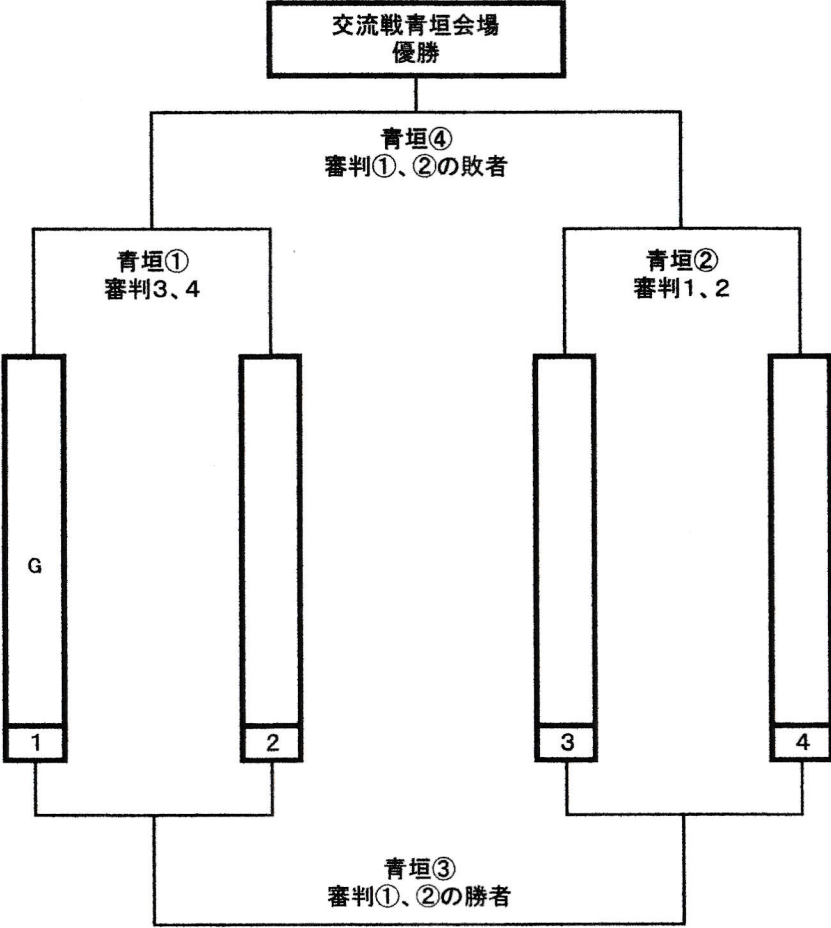 交流戦青垣会場
優勝
青垣④
審判①、②の敗者
青垣①
審判3、4
青垣②
審判1、2
G
1
2
3
4
青垣③
審判①、②の勝者